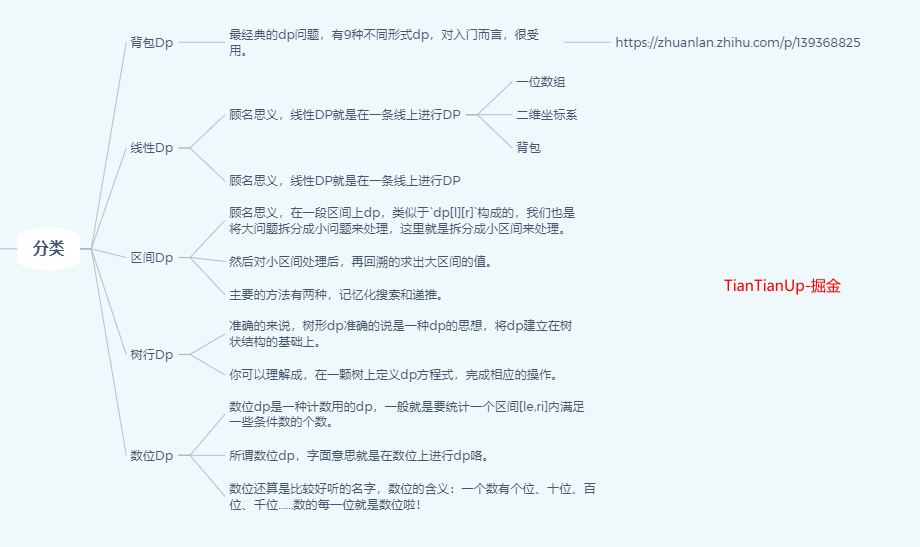 背包Dp
最经典的dp问题，有9种不同形式dp，对入门而言，很受
用。
https://zhuanlan.zhihu.com/p/139368825
线性Dp
顾名思义，线性DP就是在一条线上进行DP
一位数组
二维坐标系
背包
顾名思义，线性DP就是在一条线上进行DP
分类
区间Dp
顾名思义，在一段区间上dp，类似于`dp[l][r]`构成的，我们也是
将大问题拆分成小问题来处理，这里就是拆分成小区间来处理。
然后对小区间处理后，再回溯的求出大区间的值。
主要的方法有两种，记忆化搜索和递推。
TianTianUp-掘金
树行Dp
准确的来说，树形dp准确的说是一种dp的思想，将dp建立在树
状结构的基础上。
你可以理解成，在一颗树上定义dp方程式，完成相应的操作。
数位Dp
数位dp是一种计数用的dp，一般就是要统计一个区间[le,ri]内满足
一些条件数的个数。
所谓数位dp，字面意思就是在数位上进行dp咯。
数位还算是比较好听的名字，数位的含义：一个数有个位、十位、百
位、千位......数的每一位就是数位啦！